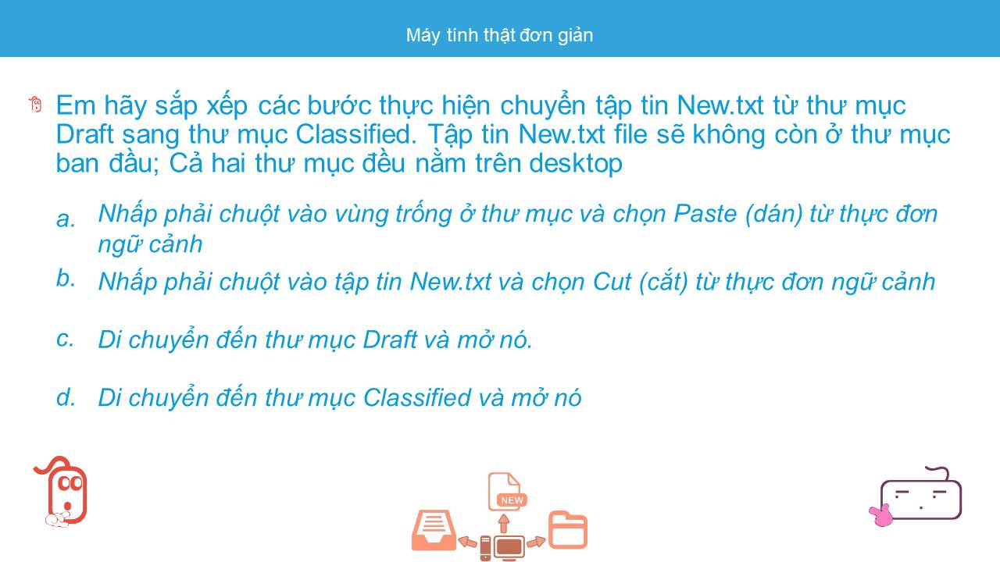 Máy tính thật đơn giản
Em hãy sắp xếp các bước thực hiện chuyển tập tin New.txt từ thư mục
Draft sang thư mục Classified. Tập tin New.txt file sẽ không còn ở thư mục
ban đầu; Cả hai thư mục đều nằm trên desktop
a. Nhấp phải chuột vào vùng trống ở thư mục và chọn Paste (dán) từ thực đơn
ngữ cảnh
b. Nhấp phải chuột vào tập tin New.txt và chọn Cut (cắt) từ thực đơn ngữ cảnh
c. Di chuyển đến thư mục Draft và mở nó.
d. Di chuyển đến thư mục Classified và mở nó
NEW